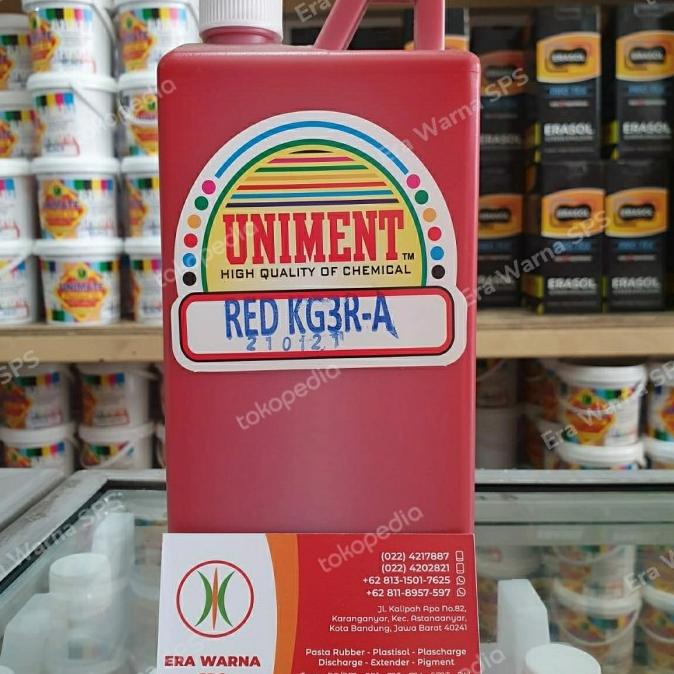 UNIMENT TM
HIGH QUALITY OF CHEMICAL
RED KG3R-A
ERA WARNA
(022) 4217887
(022) 4202821
+62 813-1501-7625
+62 811-8957-597
Jl. Kalipah Apo No.82,
Karanganyar, Kec. Astanaanyar,
Kota Bandung, Jawa Barat 40241
Pasta Rubber - Plastisol - Plascharge
Discharge - Extender - Pigment
ERASOL
ERASOL
ERASOL
ERASOL
UNIMATE
tokopedia
Era Warna SPS